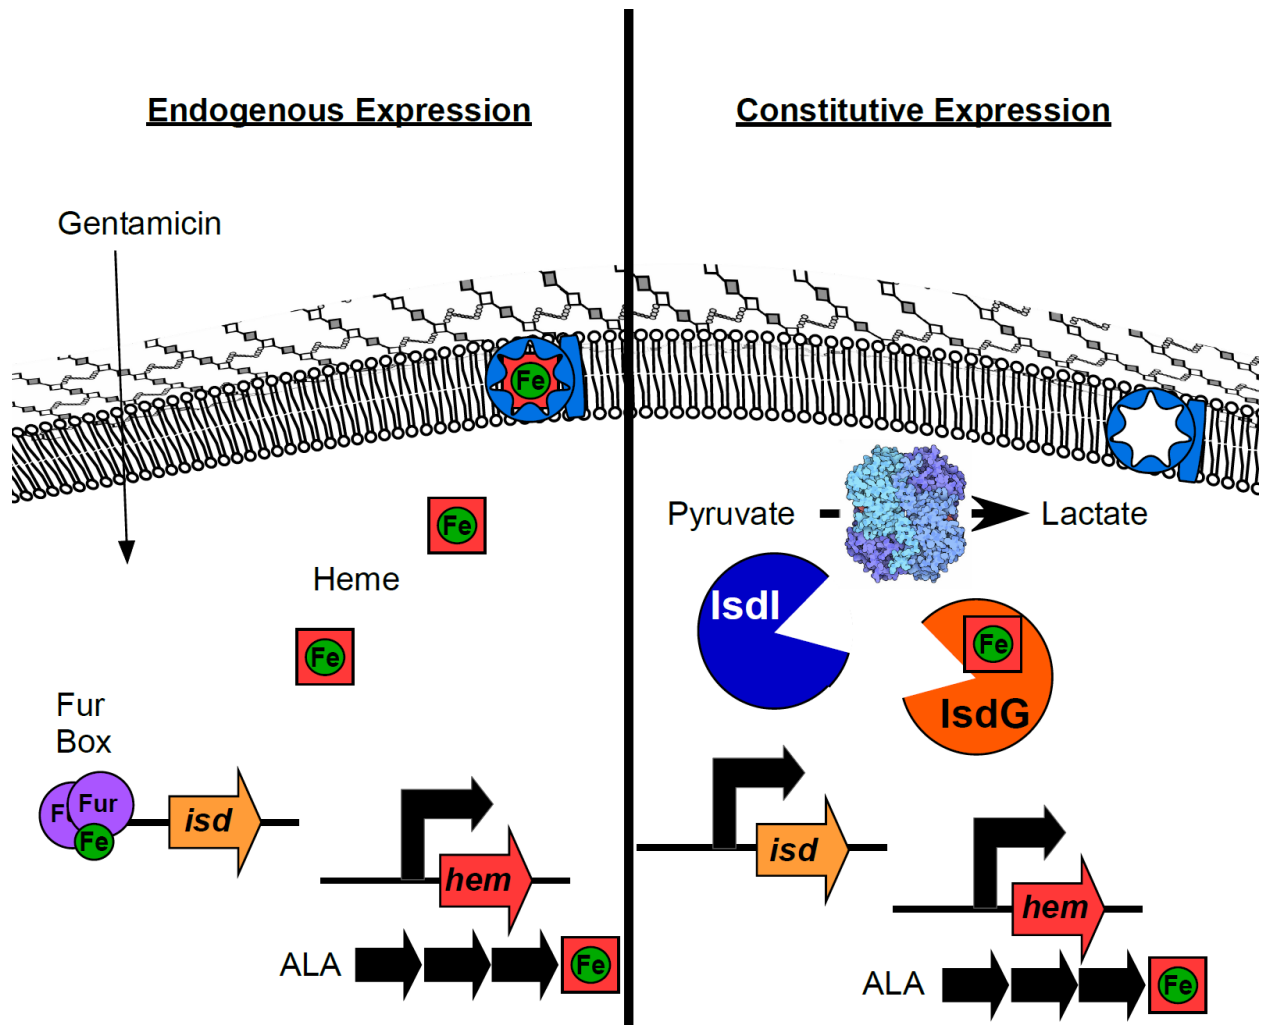 Endogenous Expression
Constitutive Expression
Gentamicin
Fe
Fe
Heme
Fe
Fur
Box
Fur
Fe
isd
hem
ALA
Fe
Pyruvate
Lactate
IsdI
Fe
IsdG
isd
hem
ALA
Fe